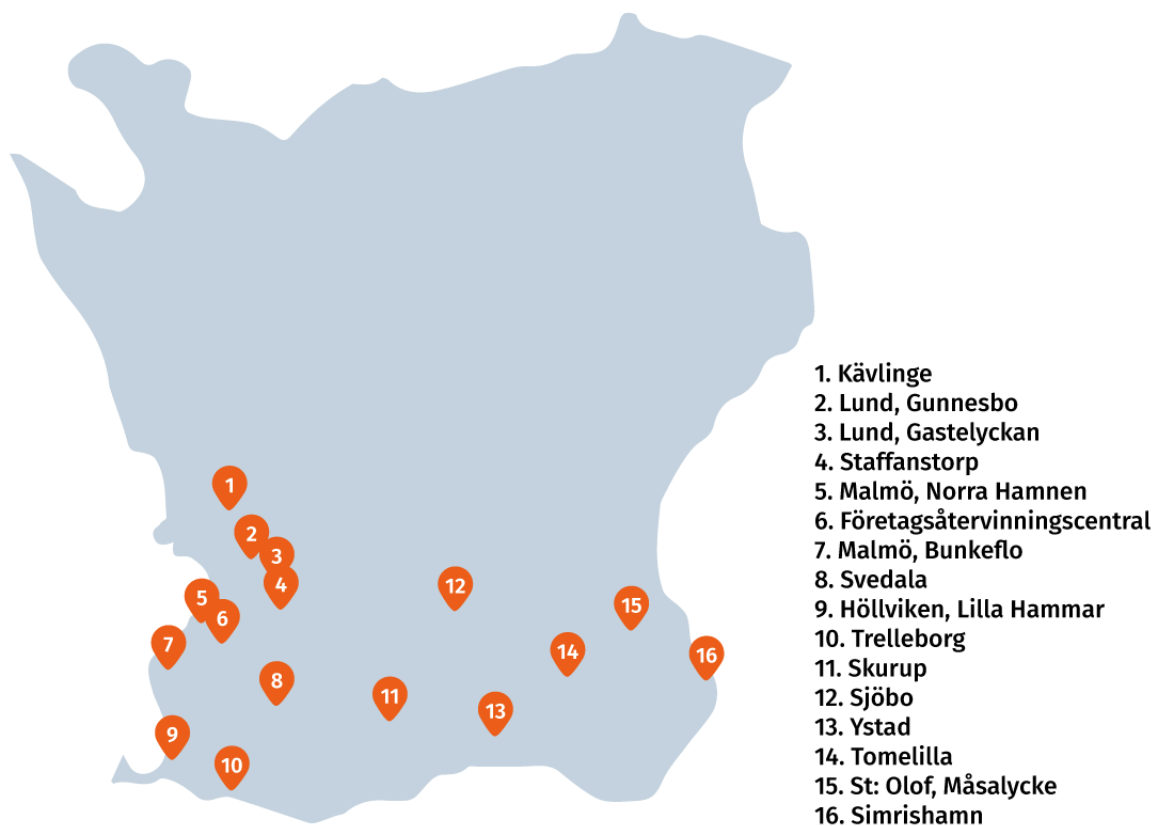 1
2
3
4
5
6
7
8
9
10
11
12
13
14
15
16
1. Kävlinge
2. Lund, Gunnesbo
3. Lund, Gastelyckan
4. Staffanstorp
5. Malmö, Norra Hamnen
6. Företagsåtervinningscentral
7. Malmö, Bunkeflo
8. Svedala
9. Höllviken, Lilla Hammar
10. Trelleborg
11. Skurup
12. Sjöbo
13. Ystad
14. Tomelilla
15. St: Olof, Måsalycke
16. Simrishamn